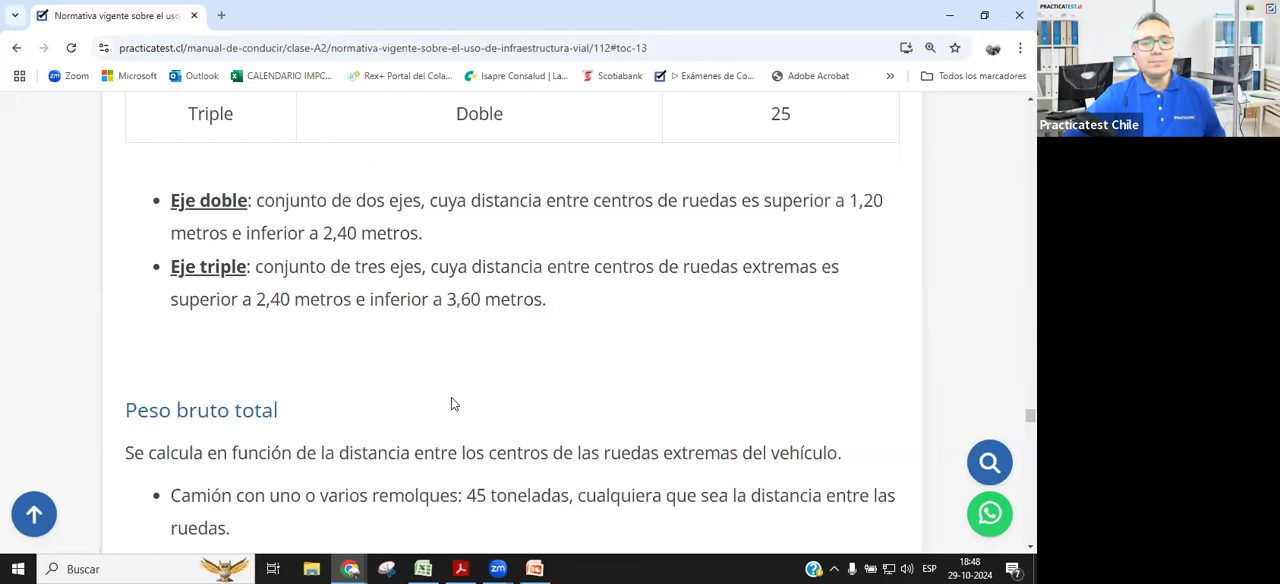 Normativa vigente sobre el uso
practicatest.cl/manual-de-conducir/clase-A2/normativa-vigente-sobre-el-uso-de-infraestructura-vial/112#toc-13
Zoom
Microsoft
Outlook
CALENDARIO IMPC...
Rex+ Portal del Cola...
Isapre Consalud | La...
Scotiabank
▷ Exámenes de Co...
Adobe Acrobat
»
Todos los marcadores
PRACTICATEST.cl
Practicatest Chile
Triple Doble 25
• Eje doble: conjunto de dos ejes, cuya distancia entre centros de ruedas es superior a 1,20
metros e inferior a 2,40 metros.
• Eje triple: conjunto de tres ejes, cuya distancia entre centros de ruedas extremas es
superior a 2,40 metros e inferior a 3,60 metros.
Peso bruto total
Se calcula en función de la distancia entre los centros de las ruedas extremas del vehículo.
• Camión con uno o varios remolques: 45 toneladas, cualquiera que sea la distancia entre las
ruedas.
Buscar
ESP
18:48
29-10-2024